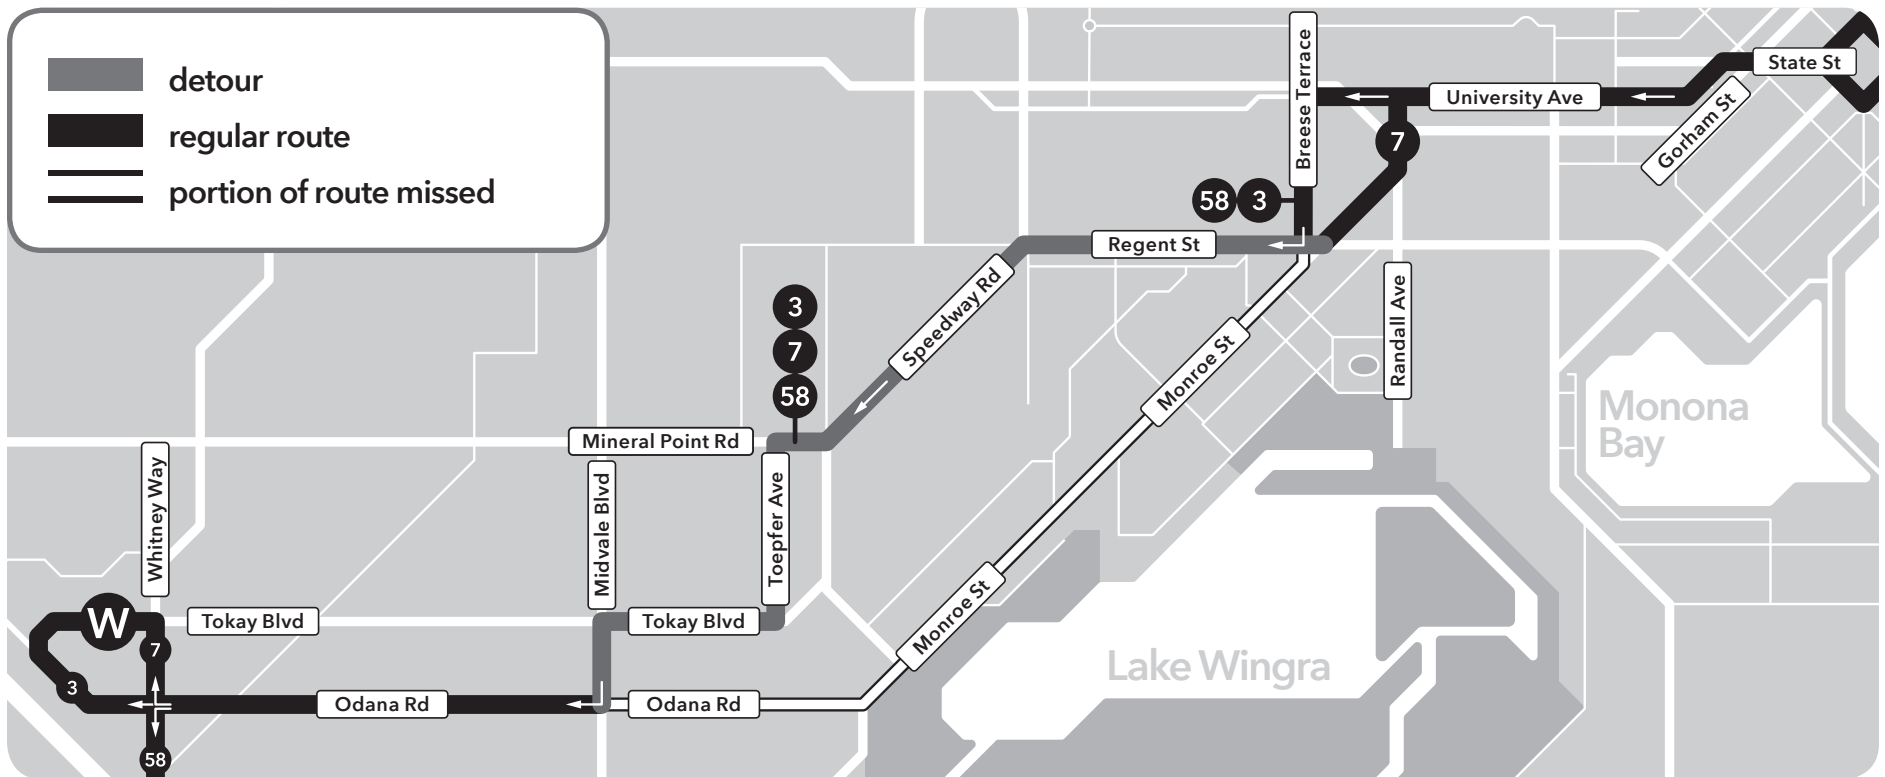 detour
regular route
portion of route missed
State St
University Ave
Gorham St
Breese Terrace
7
58
3
Regent St
Speedway Rd
Randall Ave
3
7
58
Monroe St
Monona
Bay
Mineral Point Rd
Whitney Way
Midvale Blvd
Toepfer Ave
Monroe St
W
Tokay Blvd
Tokay Blvd
7
Lake Wingra
3
Odana Rd
Odana Rd
58